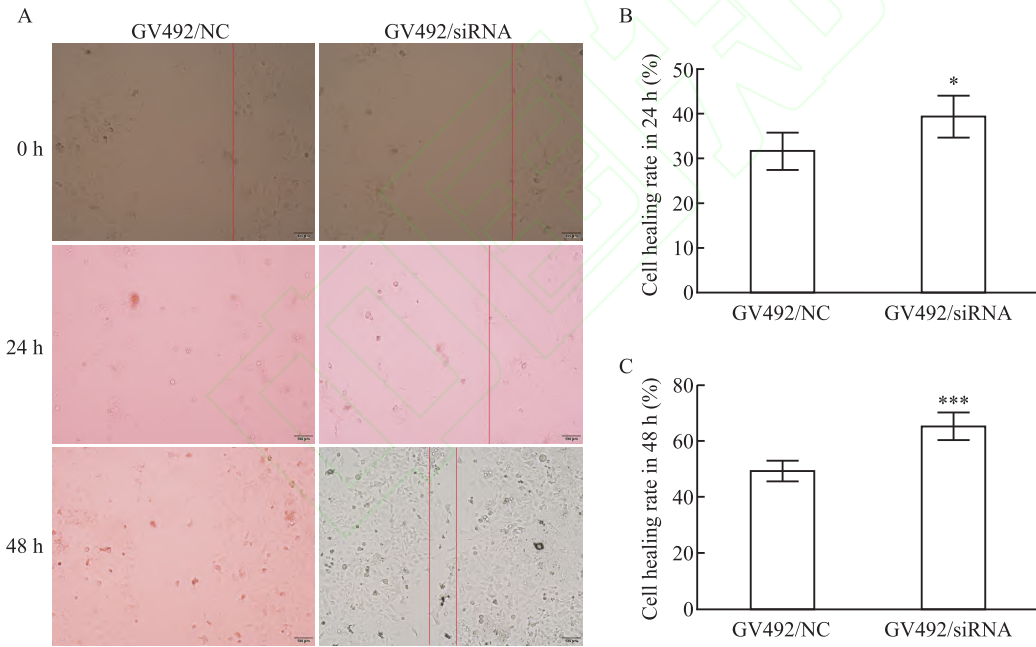 A
GV492/NC
GV492/siRNA
0 h
24 h
48 h
B
Cell healing rate in 24 h (%)
50
40
30
20
10
0
*
GV492/NC
GV492/siRNA
C
Cell healing rate in 48 h (%)
80
60
40
20
0
***
GV492/NC
GV492/siRNA